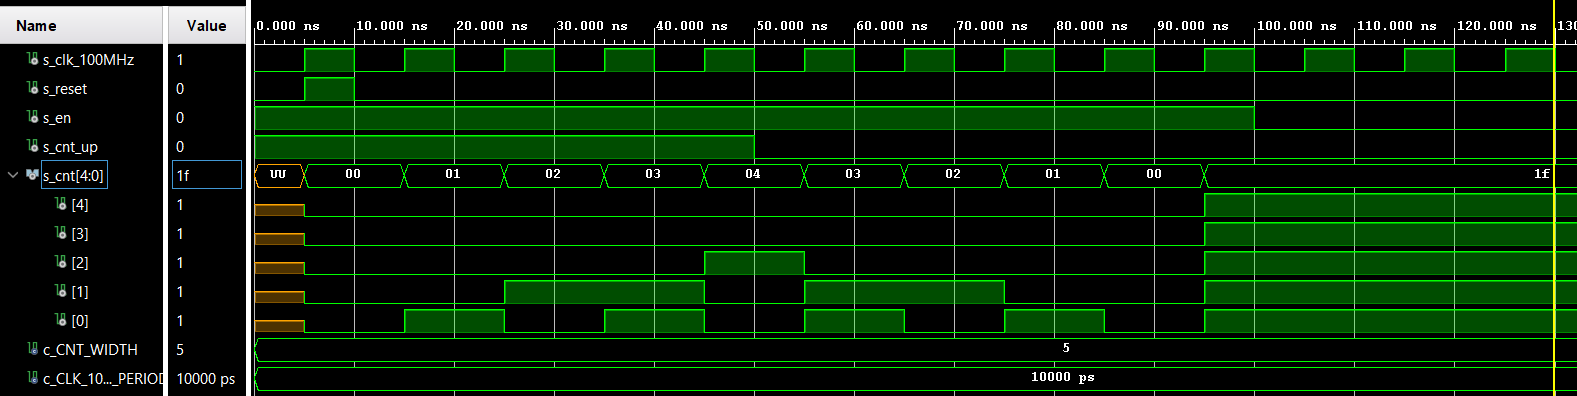 Name Value 0.000 ns 10.000 ns 20.000 ns 30.000 ns 40.000 ns 50.000 ns 60.000 ns 70.000 ns 80.000 ns 90.000 ns 100.000 ns 110.000 ns 120.000 ns 130
s_clk_100MHz 1
s_reset 0
s_en 0
s_cnt_up 0
s_cnt[4:0] 1f UU 00 01 02 03 04 03 02 01 00 1f
[4] 1
[3] 1
[2] 1
[1] 1
[0] 1
c_CNT_WIDTH 5 5
c_CLK_10..._PERIOD 10000 ps 10000 ps